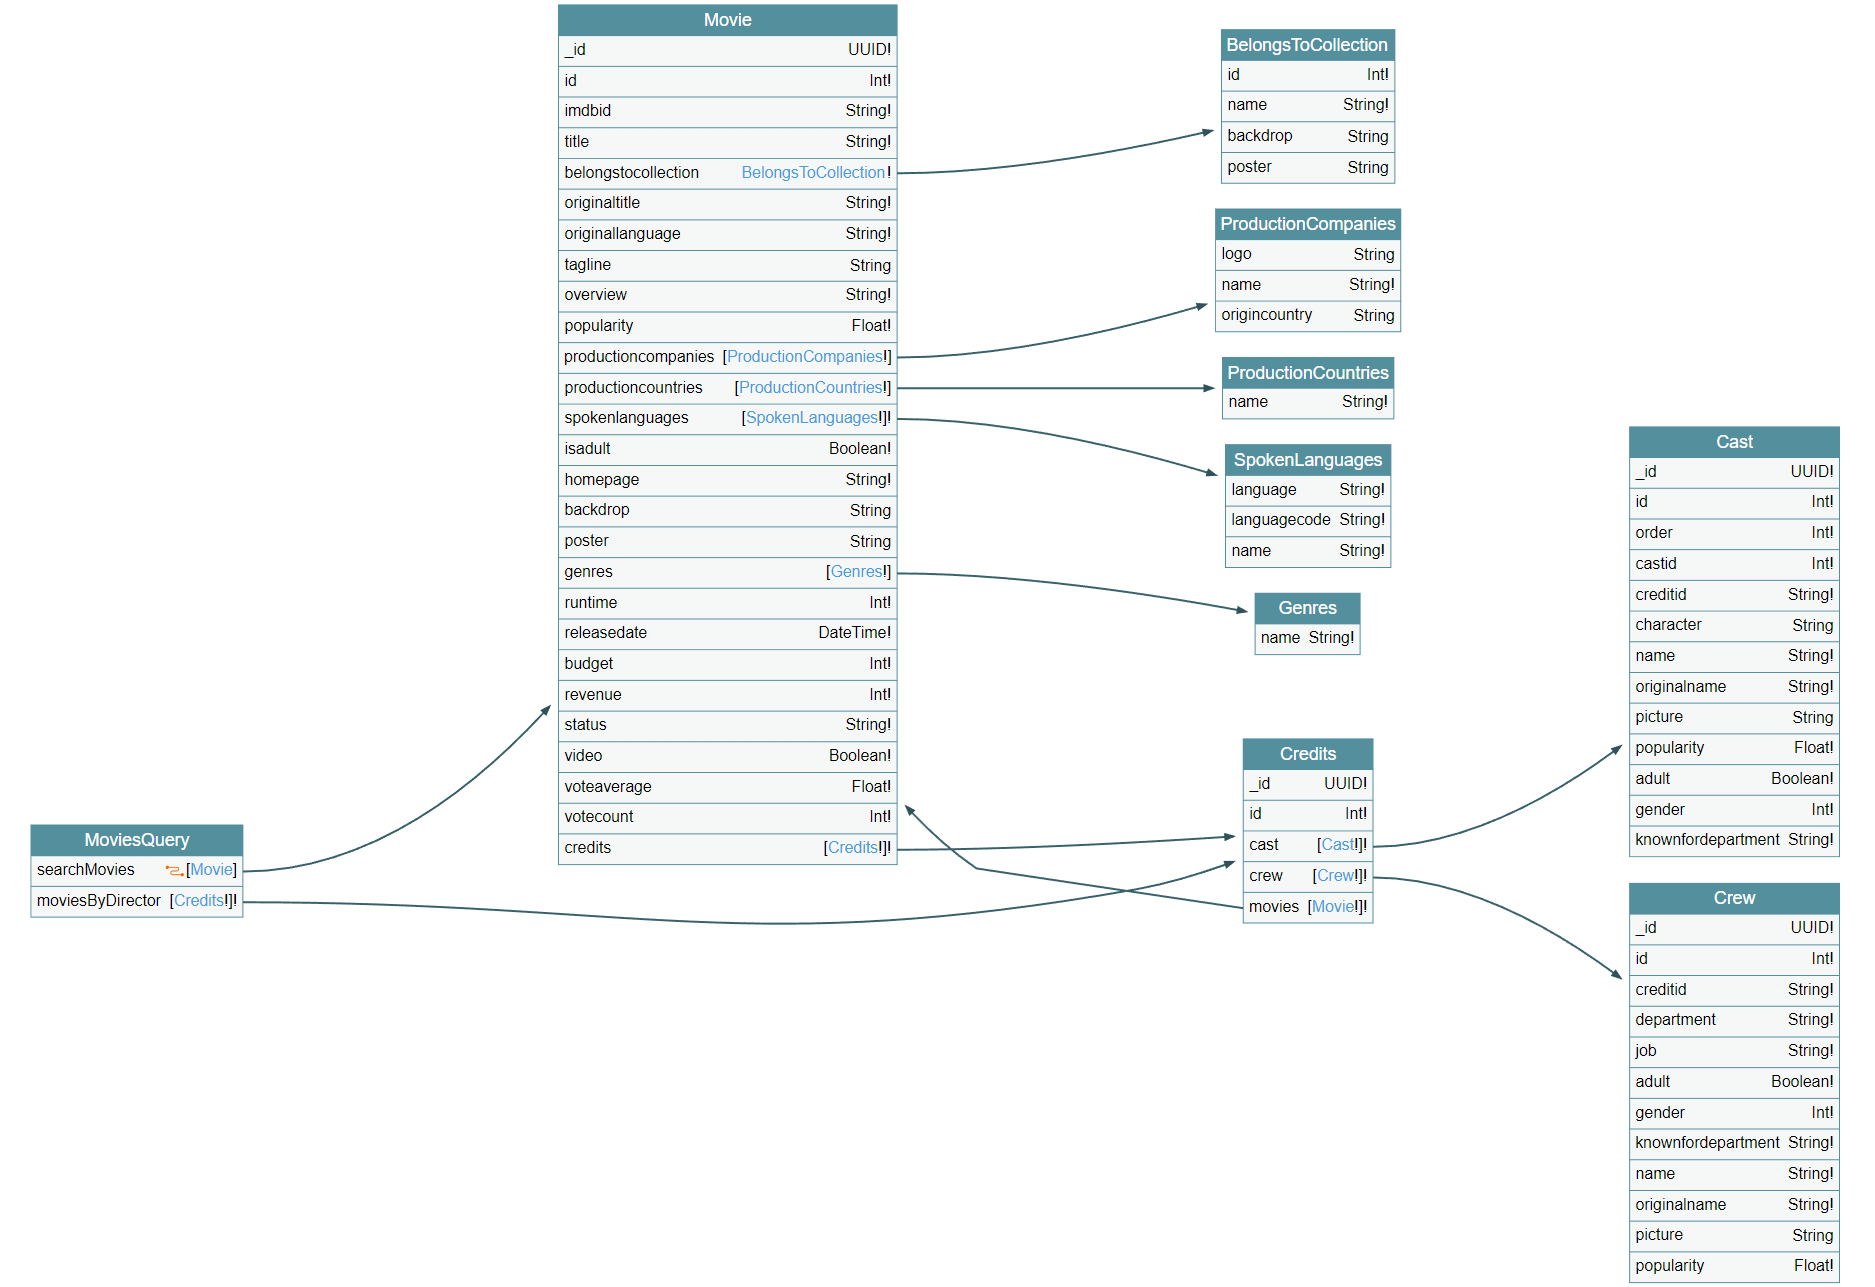 Movie
_id UUID!
id Int!
imdbid String!
title String!
belongstocollection BelongsToCollection!
originaltitle String!
originallanguage String!
tagline String
overview String!
popularity Float!
productioncompanies [ProductionCompanies!]
productioncountries [ProductionCountries!]
spokenlanguages [SpokenLanguages!]!
isadult Boolean!
homepage String!
backdrop String
poster String
genres [Genres!]
runtime Int!
releasedate DateTime!
budget Int!
revenue Int!
status String!
video Boolean!
voteaverage Float!
votecount Int!
credits [Credits!]!
MoviesQuery
searchMovies [Movie]
moviesByDirector [Credits!]!
BelongsToCollection
id Int!
name String!
backdrop String
poster String
ProductionCompanies
logo String
name String!
origincountry String
ProductionCountries
name String!
SpokenLanguages
language String!
languagecode String!
name String!
Genres
name String!
Credits
_id UUID!
id Int!
cast [Cast!]!
crew [Crew!]!
movies [Movie!]!
Cast
_id UUID!
id Int!
order Int!
castid Int!
creditid String!
character String
name String!
originalname String!
picture String
popularity Float!
adult Boolean!
gender Int!
knownfordepartment String!
Crew
_id UUID!
id Int!
creditid String!
department String!
job String!
adult Boolean!
gender Int!
knownfordepartment String!
name String!
originalname String!
picture String
popularity Float!